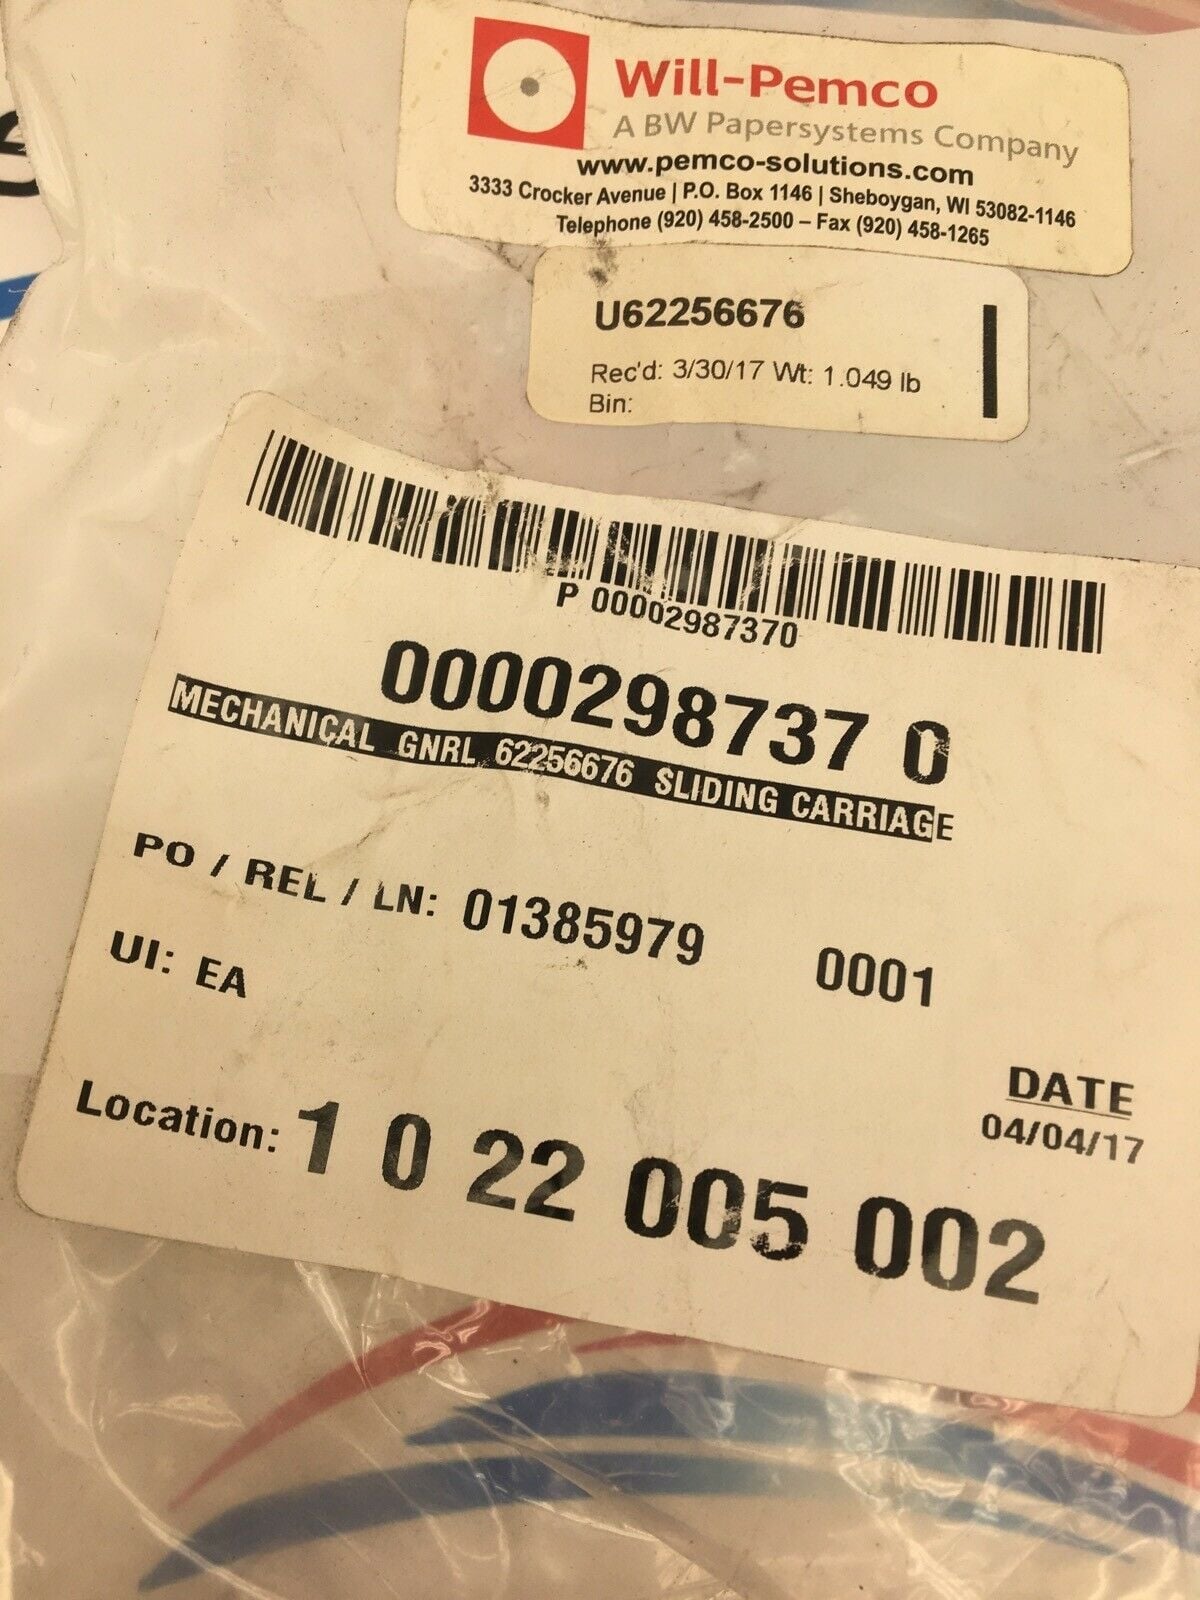 Will-Pemco
A BW Papersystems Company
www.pemco-solutions.com
3333 Crocker Avenue | P.O. Box 1146 | Sheboygan, WI 53082-1146
Telephone (920) 458-2500 – Fax (920) 458-1265
U62256676
Rec'd: 3/30/17 Wt: 1.049 lb
Bin:
P 00002987370
0000298737 0
MECHANICAL GNRL 62256676 SLIDING CARRIAGE
PO / REL / LN: 01385979 0001
UI: EA
DATE
04/04/17
Location: 1 0 22 005 002